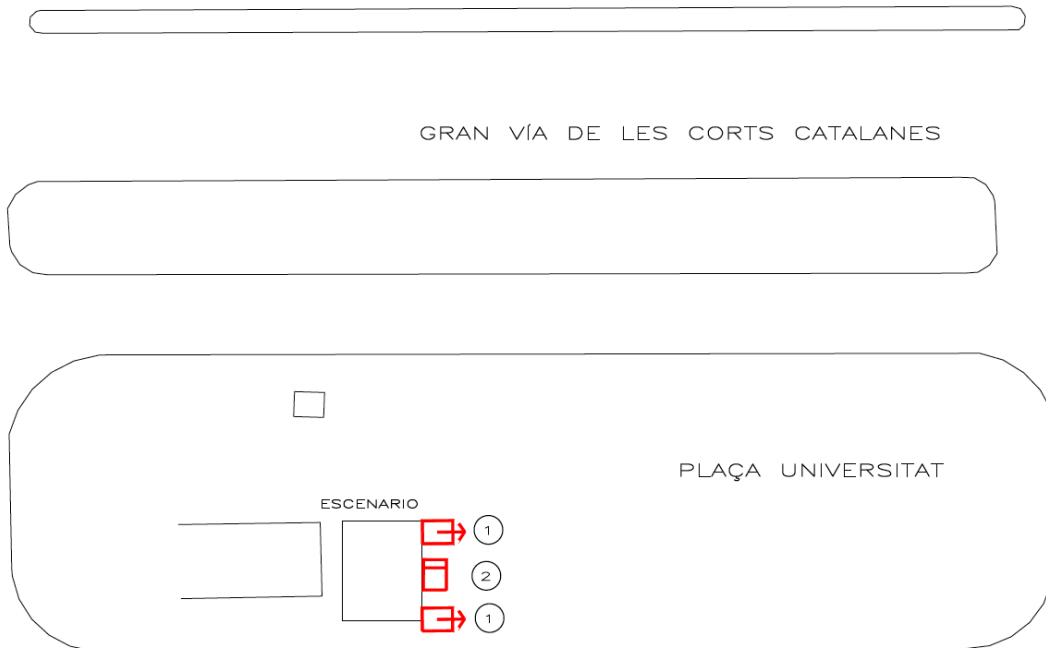 GRAN VÍA DE LES CORTS CATALANES
PLAÇA UNIVERSITAT
ESCENARIO
1
2
1